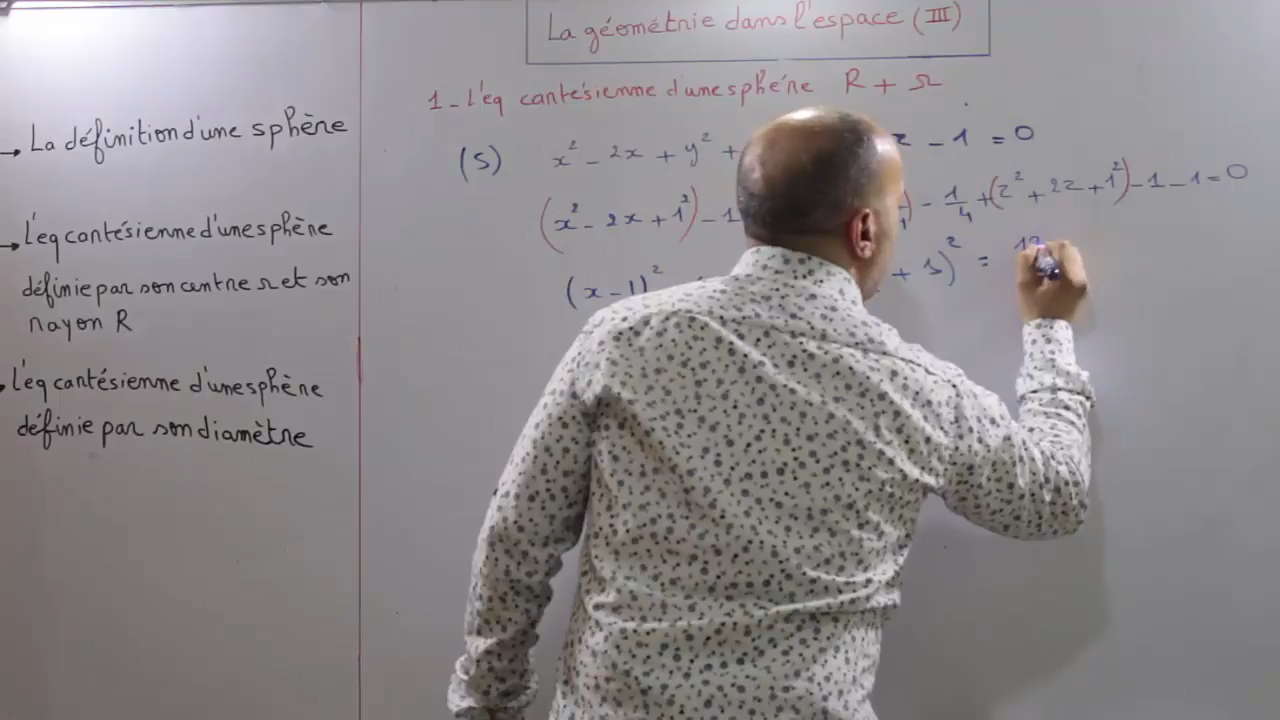 La géométrie dans l'espace (III)
1 - l'eq cartésienne d'une sphère R + Ω
(S) x² - 2x + y² + z - 1 = 0
(x² - 2x + 1²) - 1 - 1/4 + (z² + 2z + 1²) - 1 - 1 = 0
(x - 1)² + 1)² =
→ La définition d'une sphère
→ L'eq cartésienne d'une sphère
définie par son centre Ω et son
rayon R
l'eq cartésienne d'une sphère
définie par son diamètre